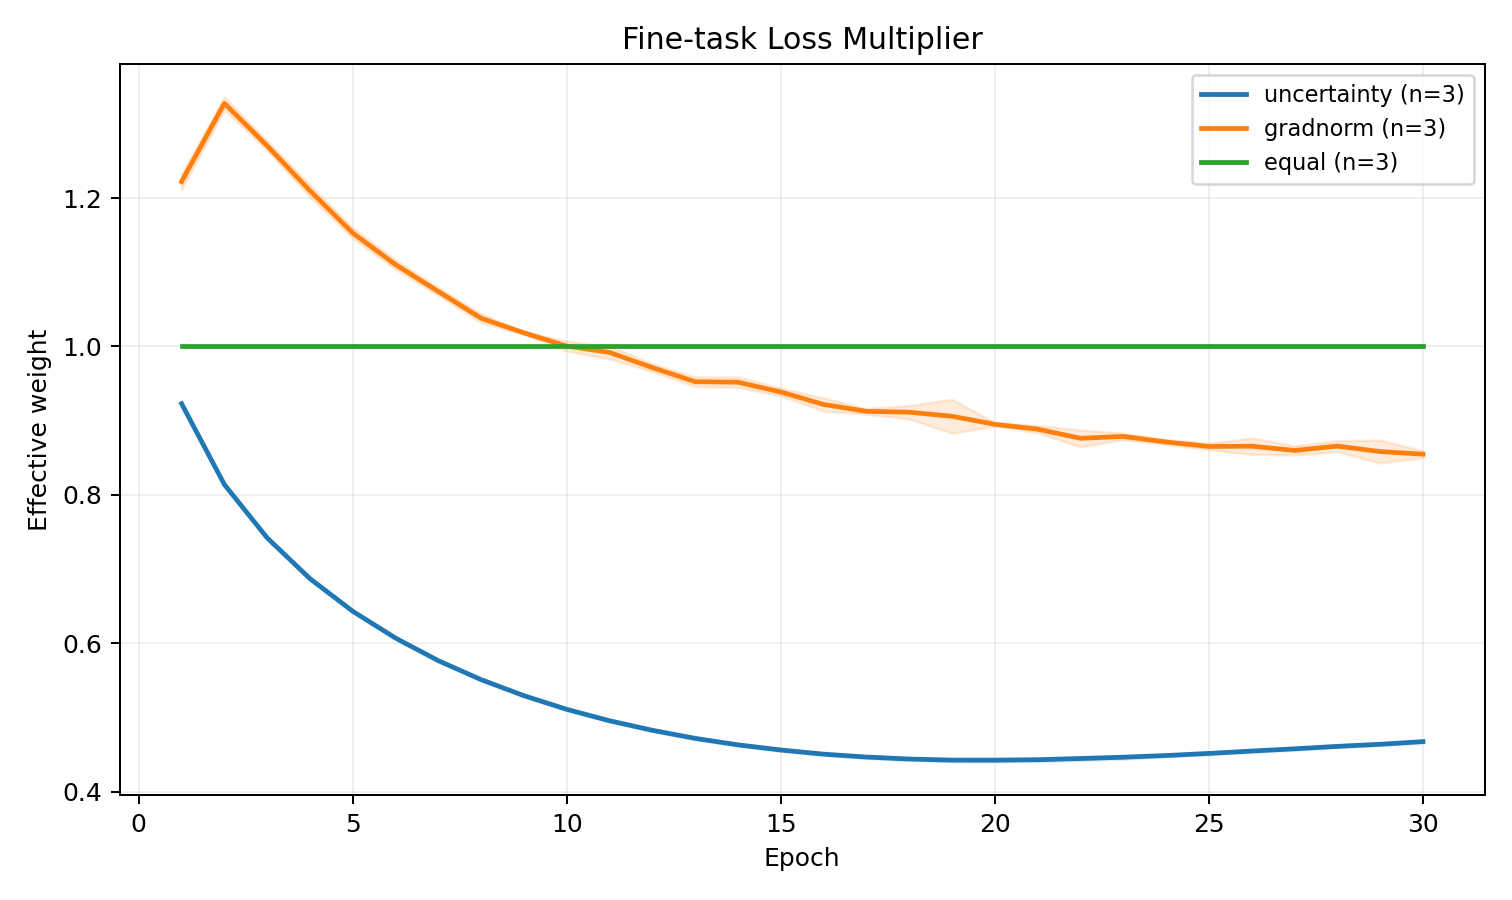 Fine-task Loss Multiplier
uncertainty (n=3)
gradnorm (n=3)
equal (n=3)
Effective weight
1.2
1.0
0.8
0.6
0.4
0 5 10 15 20 25 30
Epoch